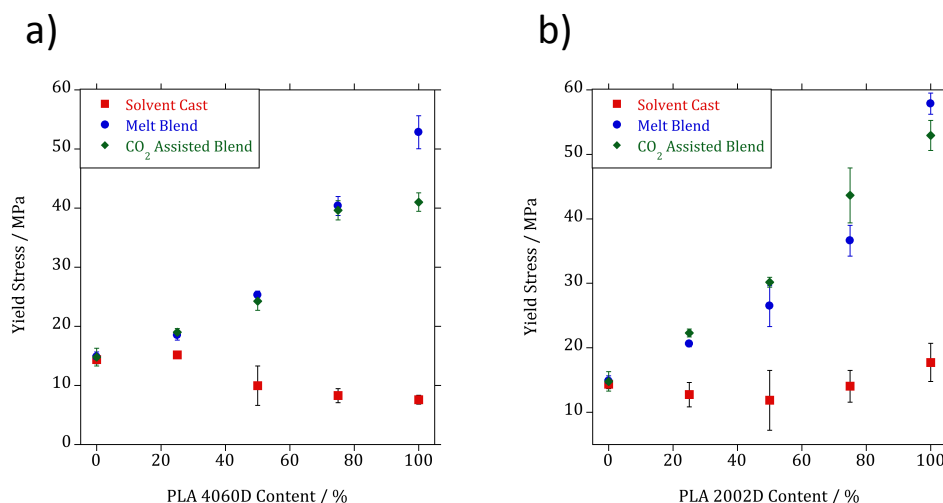 a)
60
50
40
30
20
10
0
Yield Stress / MPa
Solvent Cast
Melt Blend
CO2 Assisted Blend
0 20 40 60 80 100
PLA 4060D Content / %
b)
60
50
40
30
20
10
Yield Stress / MPa
Solvent Cast
Melt Blend
CO2 Assisted Blend
0 20 40 60 80 100
PLA 2002D Content / %